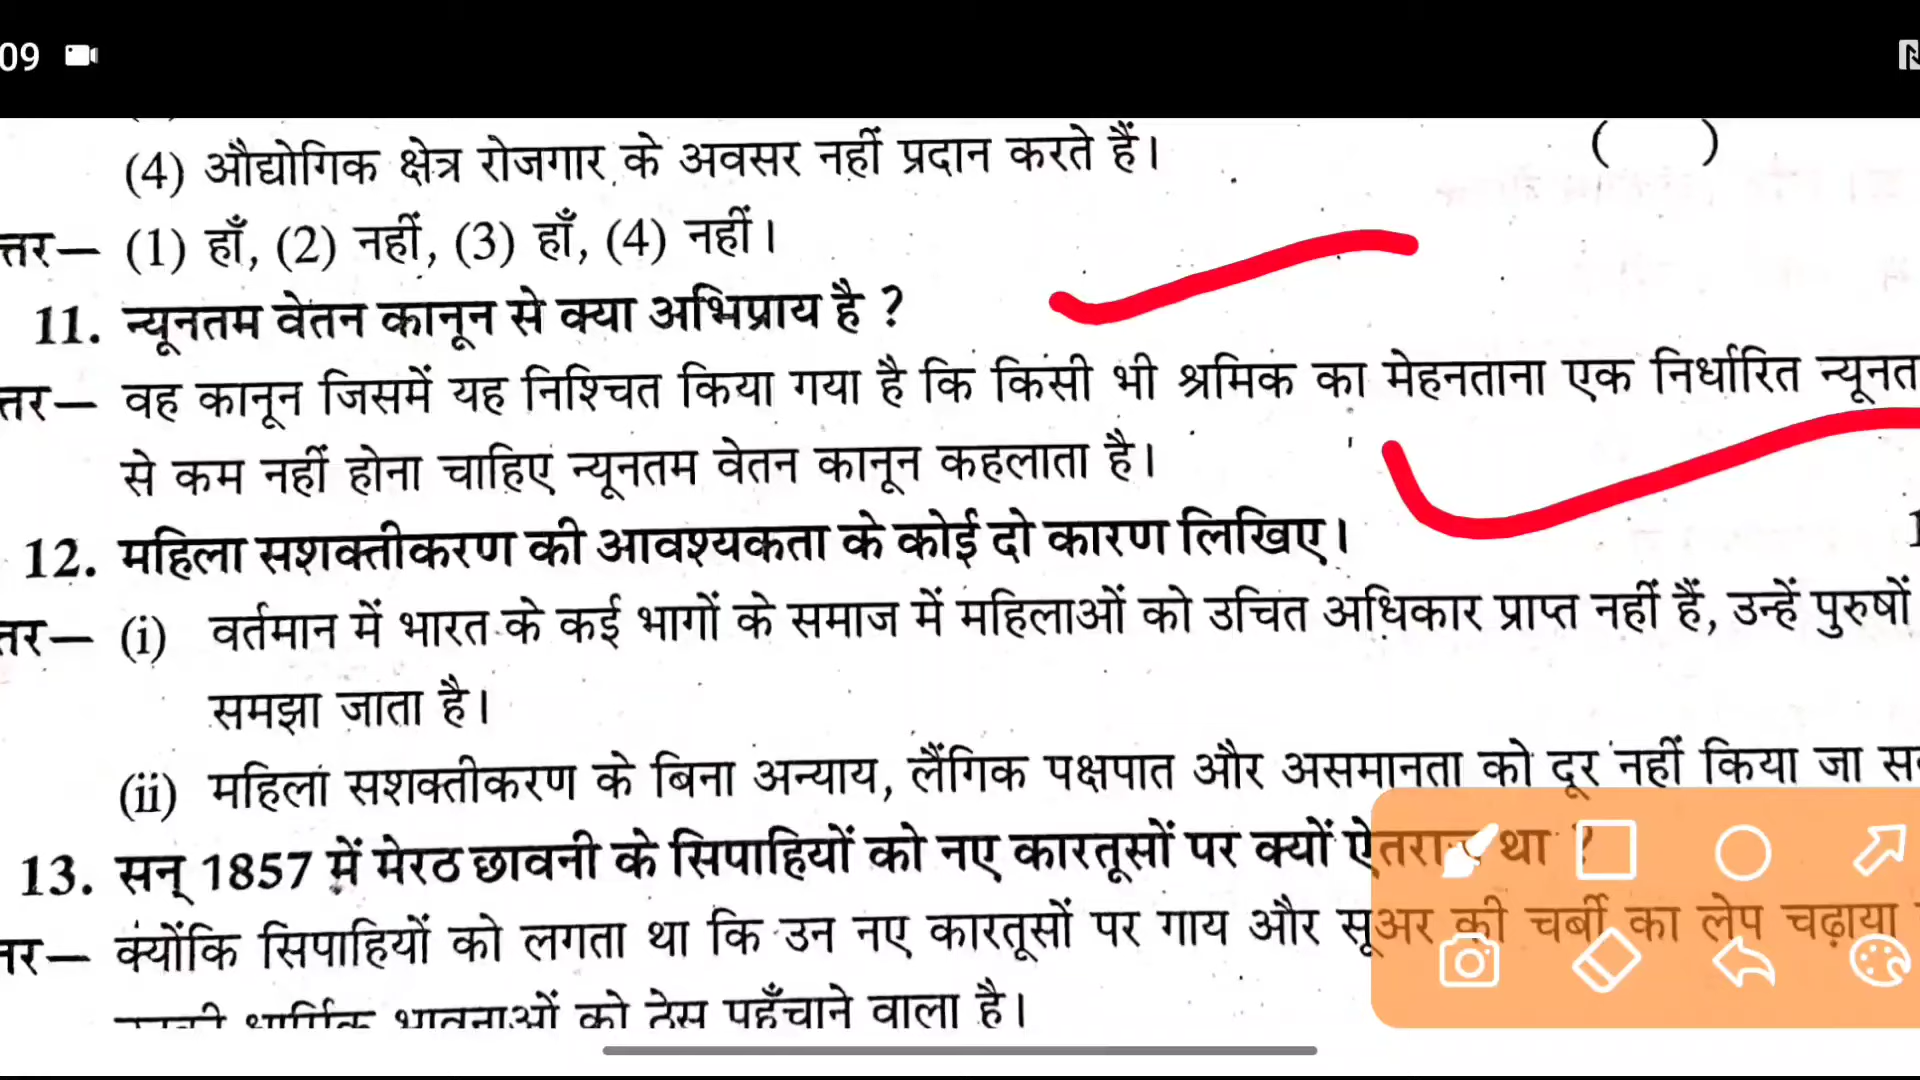 09
(4) औद्योगिक क्षेत्र रोजगार के अवसर नहीं प्रदान करते हैं। ( )
त्तर— (1) हाँ, (2) नहीं, (3) हाँ, (4) नहीं।
11. न्यूनतम वेतन कानून से क्या अभिप्राय है ?
त्तर— वह कानून जिसमें यह निश्चित किया गया है कि किसी भी श्रमिक का मेहनताना एक निर्धारित न्यूनत
से कम नहीं होना चाहिए न्यूनतम वेतन कानून कहलाता है।
12. महिला सशक्तीकरण की आवश्यकता के कोई दो कारण लिखिए।
त्तर— (i) वर्तमान में भारत के कई भागों के समाज में महिलाओं को उचित अधिकार प्राप्त नहीं हैं, उन्हें पुरुषों
समझा जाता है।
(ii) महिला सशक्तीकरण के बिना अन्याय, लैंगिक पक्षपात और असमानता को दूर नहीं किया जा
13. सन् 1857 में मेरठ छावनी के सिपाहियों को नए कारतूसों पर क्यों ऐतराज था ?
त्तर— क्योंकि सिपाहियों को लगता था कि उन नए कारतूसों पर गाय और सूअर की चर्बी का लेप चढ़ाया
धार्मिक भावनाओं को ठेस पहुँचाने वाला है।